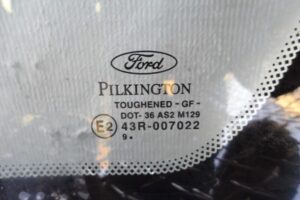 Ford
PILKINGTON
TOUGHENED - GF -
DOT- 36 AS2 M129
E2 43R-007022
9 •